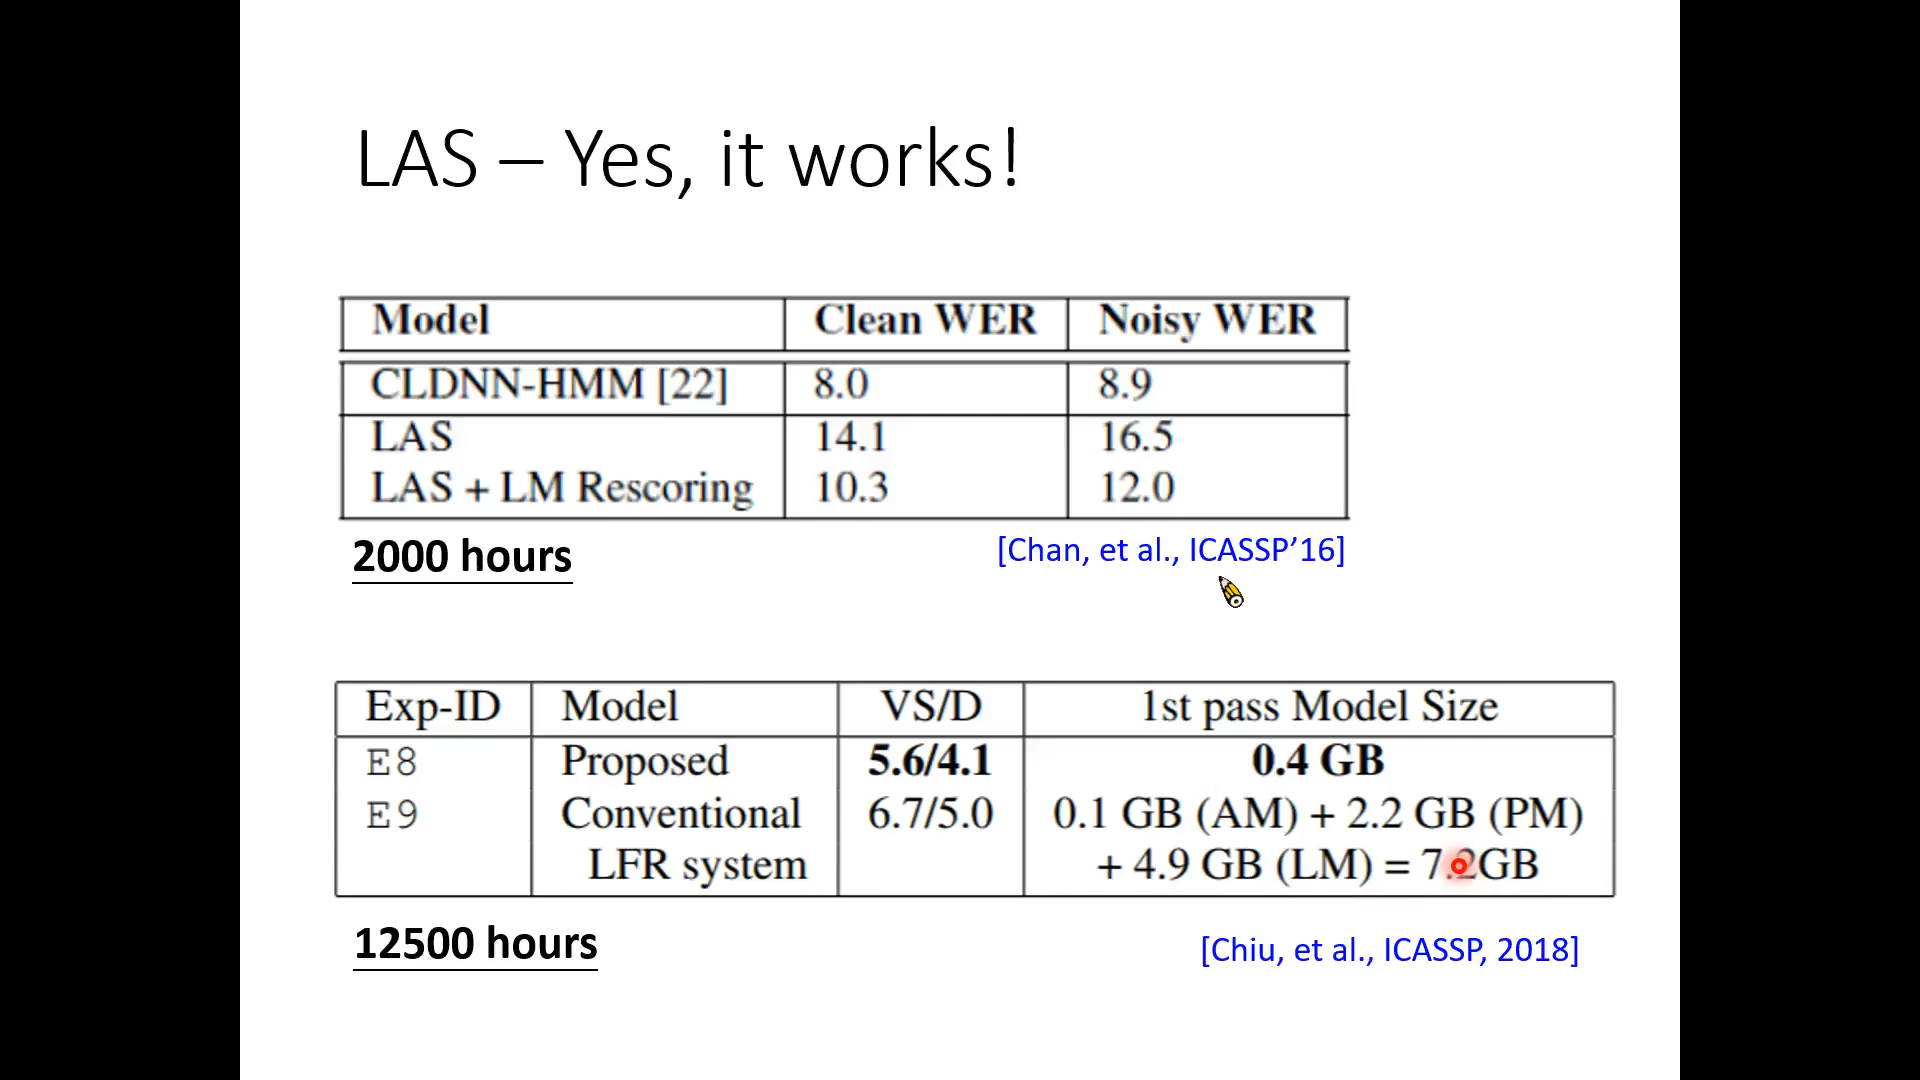 LAS – Yes, it works!
Model Clean WER Noisy WER
CLDNN-HMM [22] 8.0 8.9
LAS 14.1 16.5
LAS + LM Rescoring 10.3 12.0
2000 hours
[Chan, et al., ICASSP’16]
Exp-ID Model VS/D 1st pass Model Size
E8 Proposed 5.6/4.1 0.4 GB
E9 Conventional 6.7/5.0 0.1 GB (AM) + 2.2 GB (PM)
LFR system + 4.9 GB (LM) = 7.2GB
12500 hours
[Chiu, et al., ICASSP, 2018]